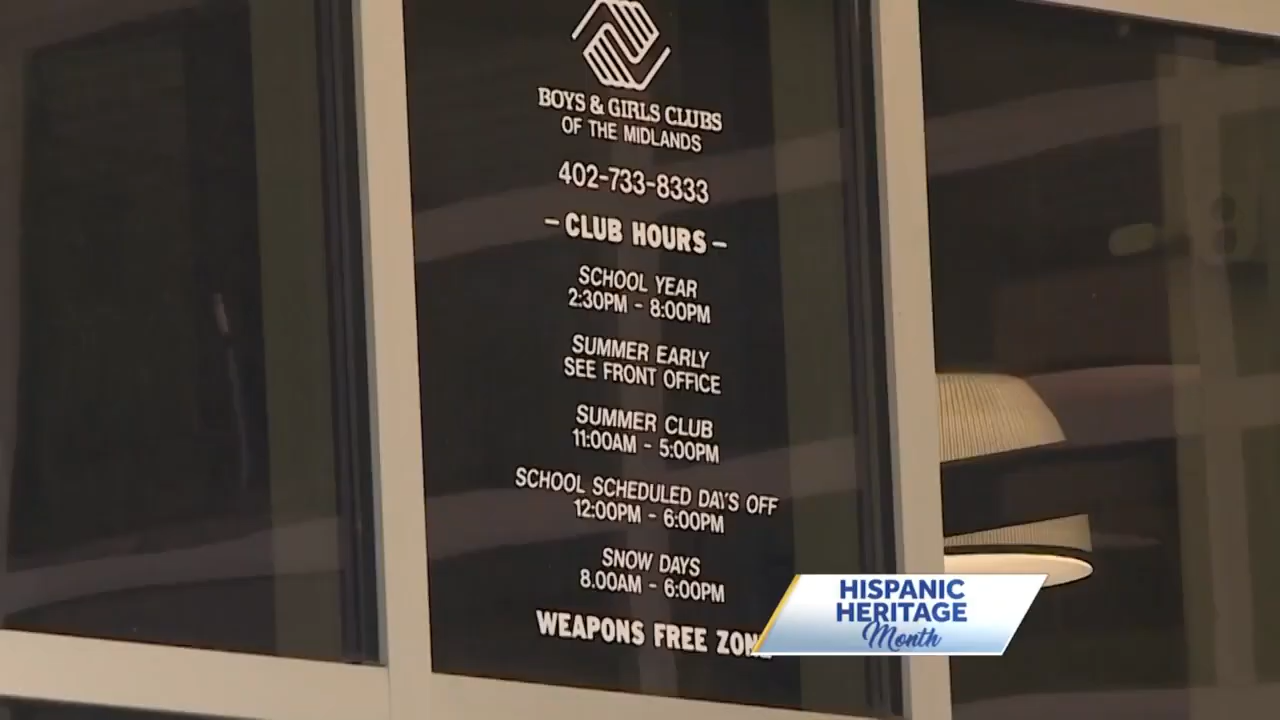 BOYS & GIRLS CLUBS
OF THE MIDLANDS
402-733-8333
- CLUB HOURS -
SCHOOL YEAR
2:30PM - 8:00PM
SUMMER EARLY
SEE FRONT OFFICE
SUMMER CLUB
11:00AM - 5:00PM
SCHOOL SCHEDULED DAYS OFF
12:00PM - 6:00PM
SNOW DAYS
8:00AM - 6:00PM
WEAPONS FREE ZONE
HISPANIC
HERITAGE
Month